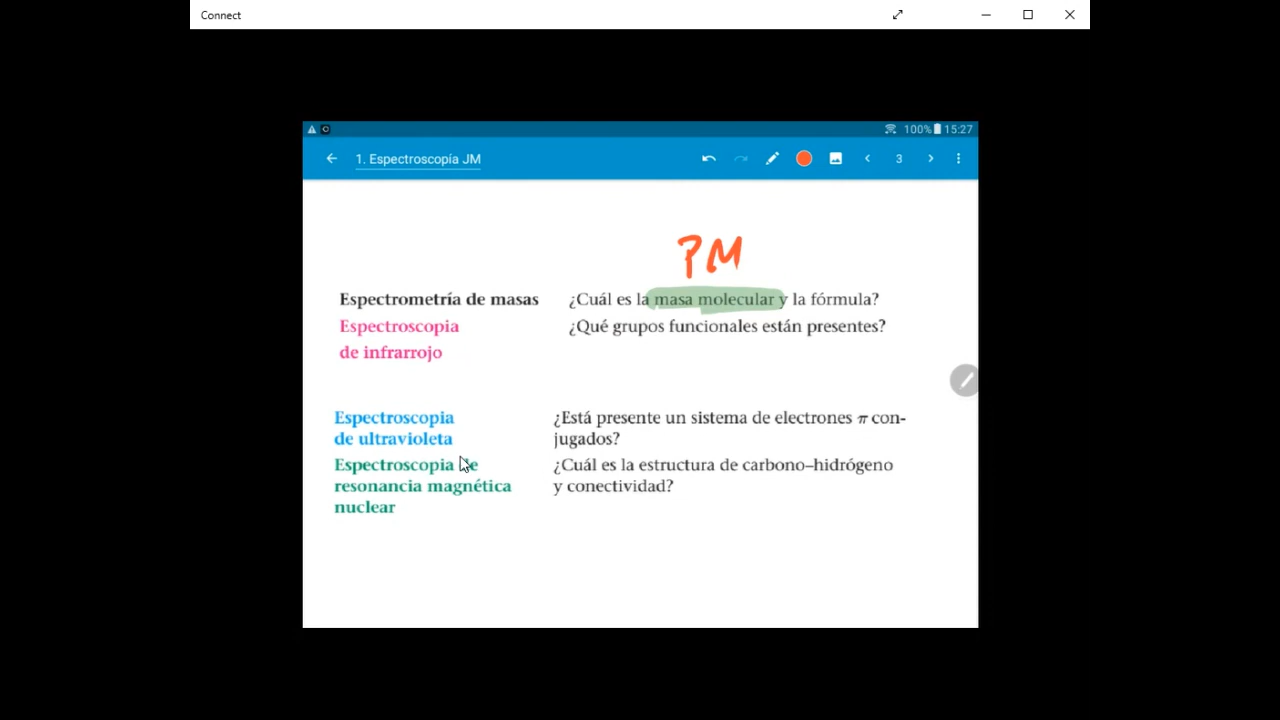 Connect
100% 15:27
1. Espectroscopía JM
3
PM
Espectrometría de masas ¿Cuál es la masa molecular y la fórmula?
Espectroscopia ¿Qué grupos funcionales están presentes?
de infrarrojo
Espectroscopia ¿Está presente un sistema de electrones π con-
de ultravioleta jugados?
Espectroscopia de ¿Cuál es la estructura de carbono–hidrógeno
resonancia magnética y conectividad?
nuclear